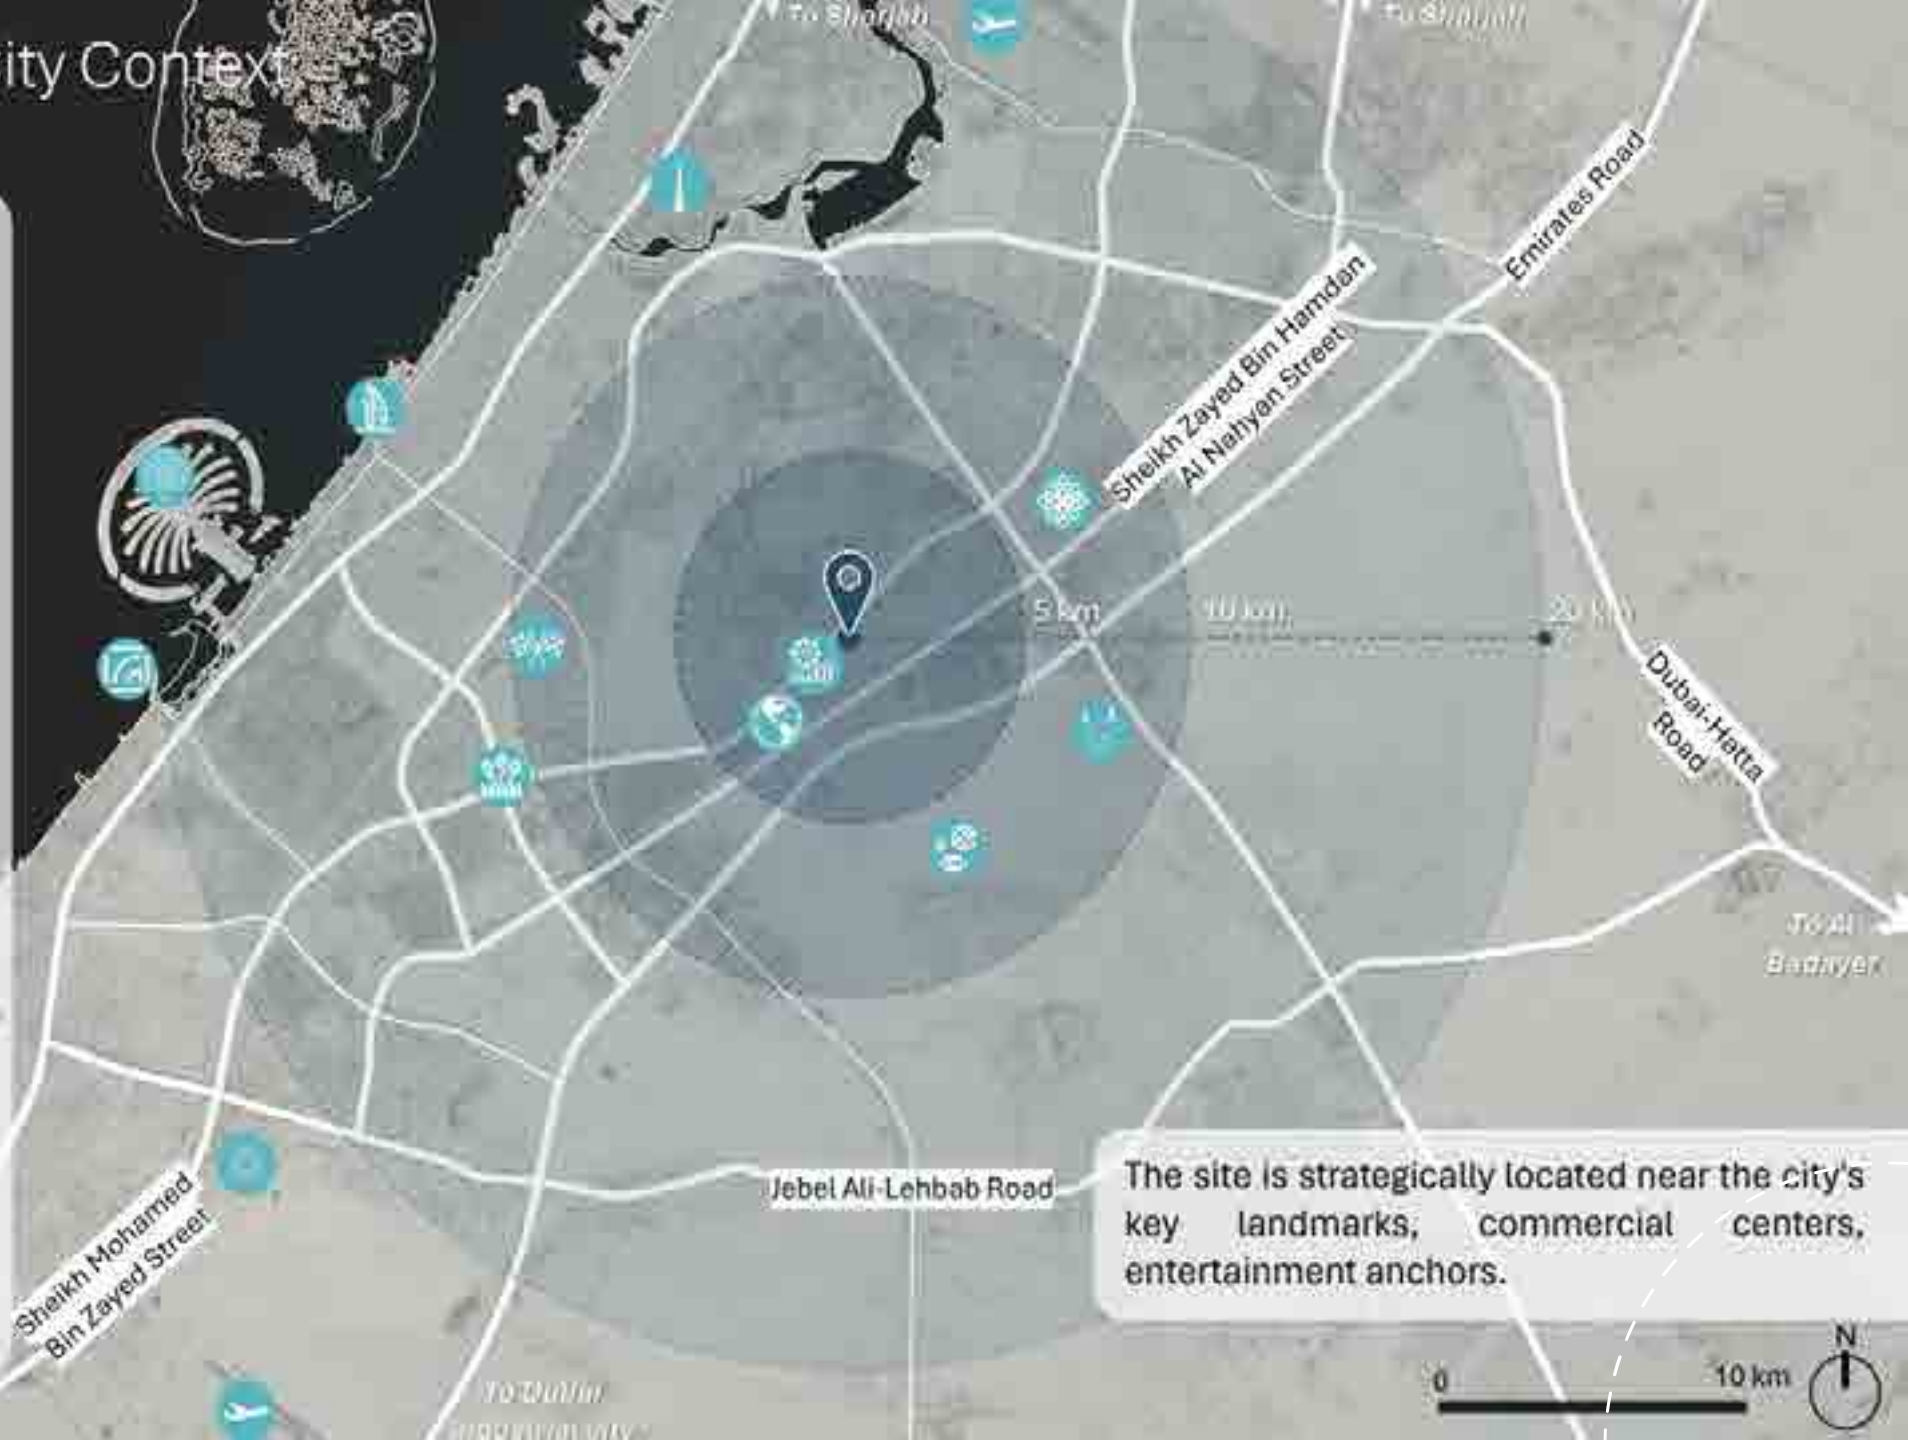 ity Context
To Sharjah
To Sharjah
Emirates Road
Sheikh Zayed Bin Hamdan
Al Nahyan Street
5 km
10 km
20 km
Dubai-Hatta
Road
To Al
Badayer
Jebel Ali-Lehbab Road
The site is strategically located near the city's
key landmarks, commercial centers,
entertainment anchors.
Sheikh Mohamed
Bin Zayed Street
N
0
10 km